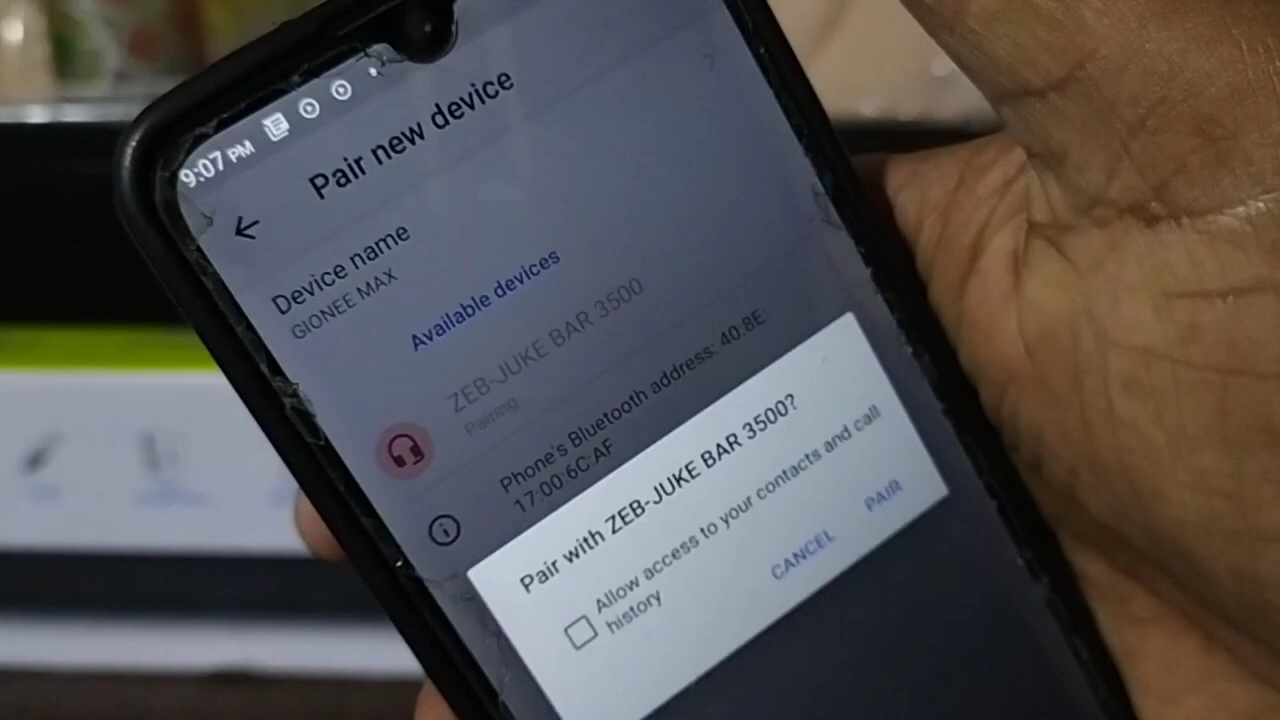 9:07 PM
Pair new device
Device name
GIONEE MAX
Available devices
ZEB-JUKE BAR 3500
Pairing
Phone's Bluetooth address: 40:8E:
17:00:6C:AF
Pair with ZEB-JUKE BAR 3500?
Allow access to your contacts and call
history
CANCEL
PAIR